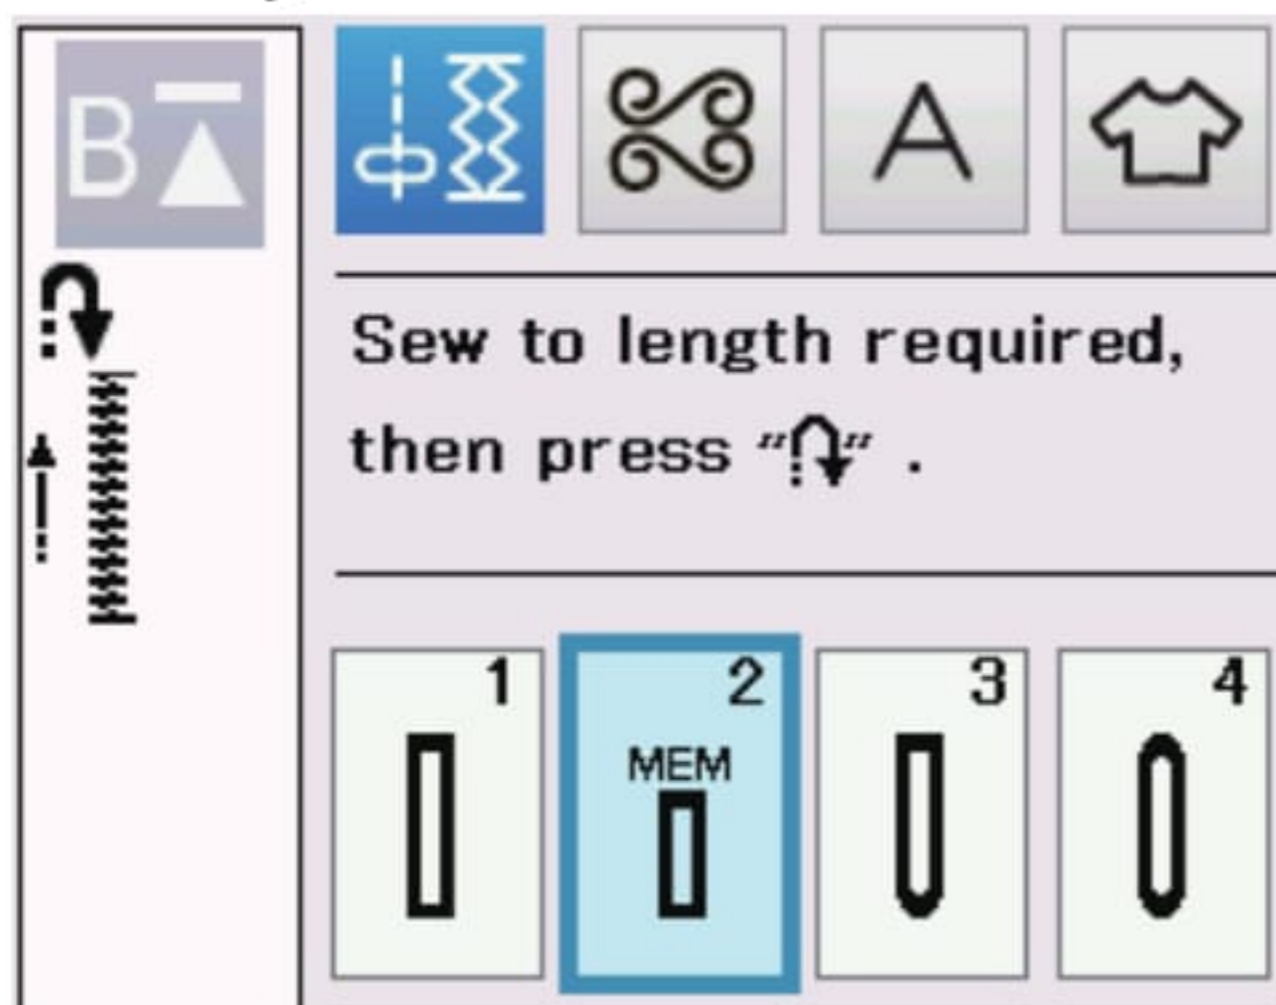 B
A
Sew to length required,
then press "".
1
2
3
4
MEM